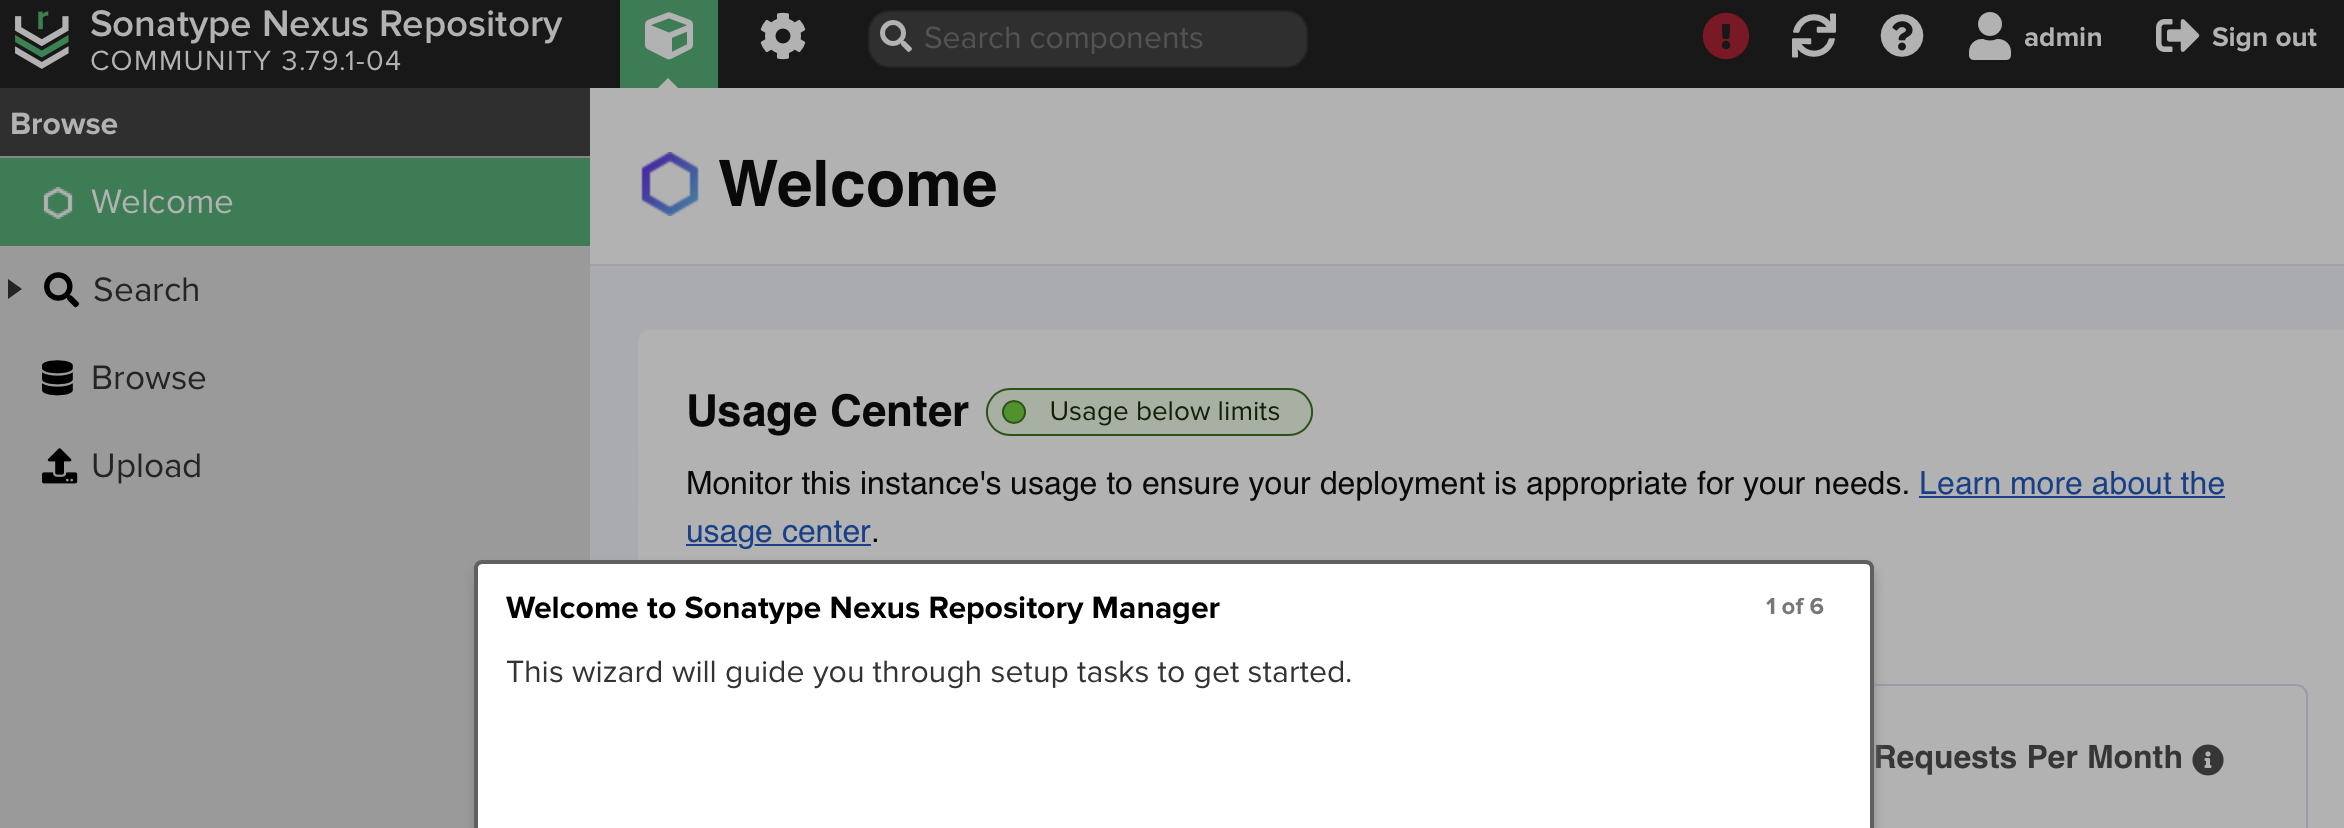 Sonatype Nexus Repository
COMMUNITY 3.79.1-04
Search components
admin
Sign out
Browse
Welcome
Search
Browse
Upload
Welcome
Usage Center
Usage below limits
Monitor this instance's usage to ensure your deployment is appropriate for your needs. Learn more about the
usage center.
Welcome to Sonatype Nexus Repository Manager
1 of 6
This wizard will guide you through setup tasks to get started.
Requests Per Month